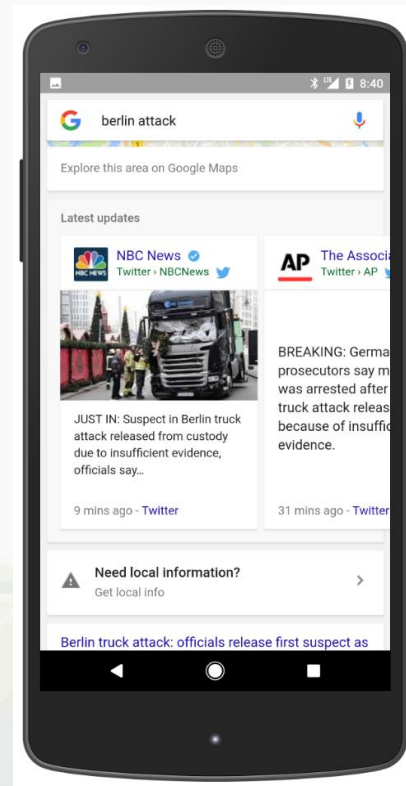 LTE 8:40
berlin attack
Explore this area on Google Maps
Latest updates
NBC News
Twitter › NBCNews
NBC NEWS
JUST IN: Suspect in Berlin truck
attack released from custody
due to insufficient evidence,
officials say…
9 mins ago - Twitter
AP The Associa
Twitter › AP
BREAKING: Germa
prosecutors say m
was arrested after
truck attack releas
because of insuffic
evidence.
31 mins ago - Twitter
Need local information?
Get local info
Berlin truck attack: officials release first suspect as